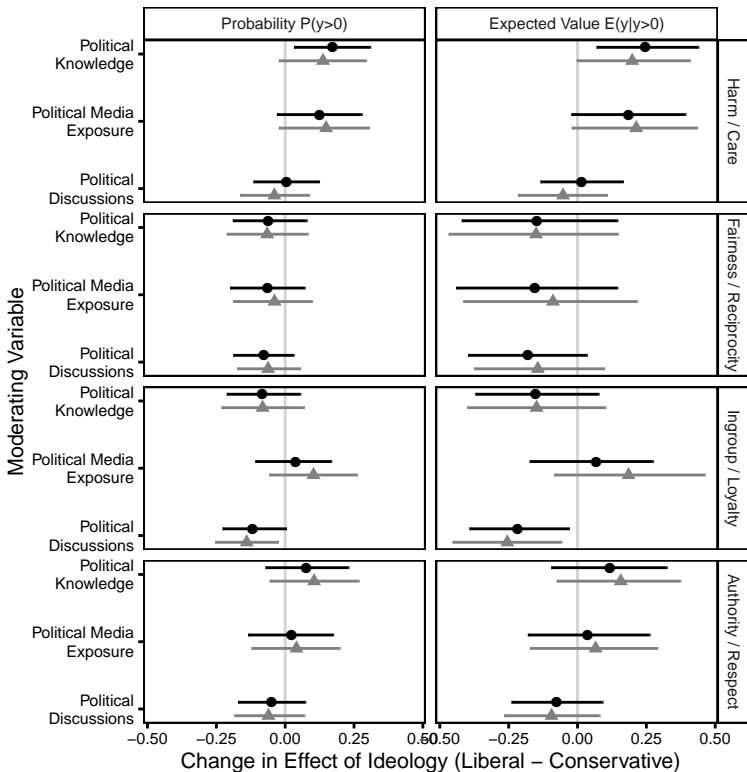 Probability P(y>0)
Expected Value E(y|y>0)
Moderating Variable
Political
Knowledge
Political Media
Exposure
Political
Discussions
Harm / Care
Political
Knowledge
Political Media
Exposure
Political
Discussions
Fairness / Reciprocity
Political
Knowledge
Political Media
Exposure
Political
Discussions
Ingroup / Loyalty
Political
Knowledge
Political Media
Exposure
Political
Discussions
Authority / Respect
−0.50 −0.25 0.00 0.25 0.50
−0.50 −0.25 0.00 0.25 0.50
Change in Effect of Ideology (Liberal − Conservative)